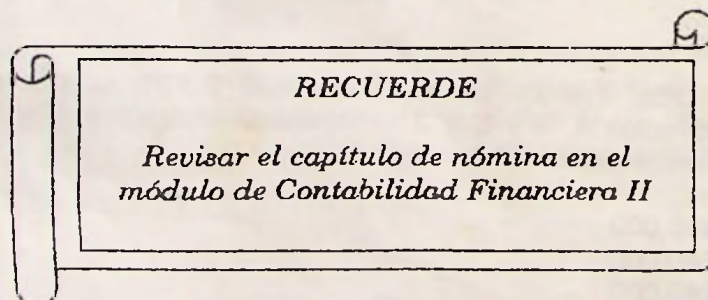 RECUERDE
Revisar el capítulo de nómina en el
módulo de Contabilidad Financiera II